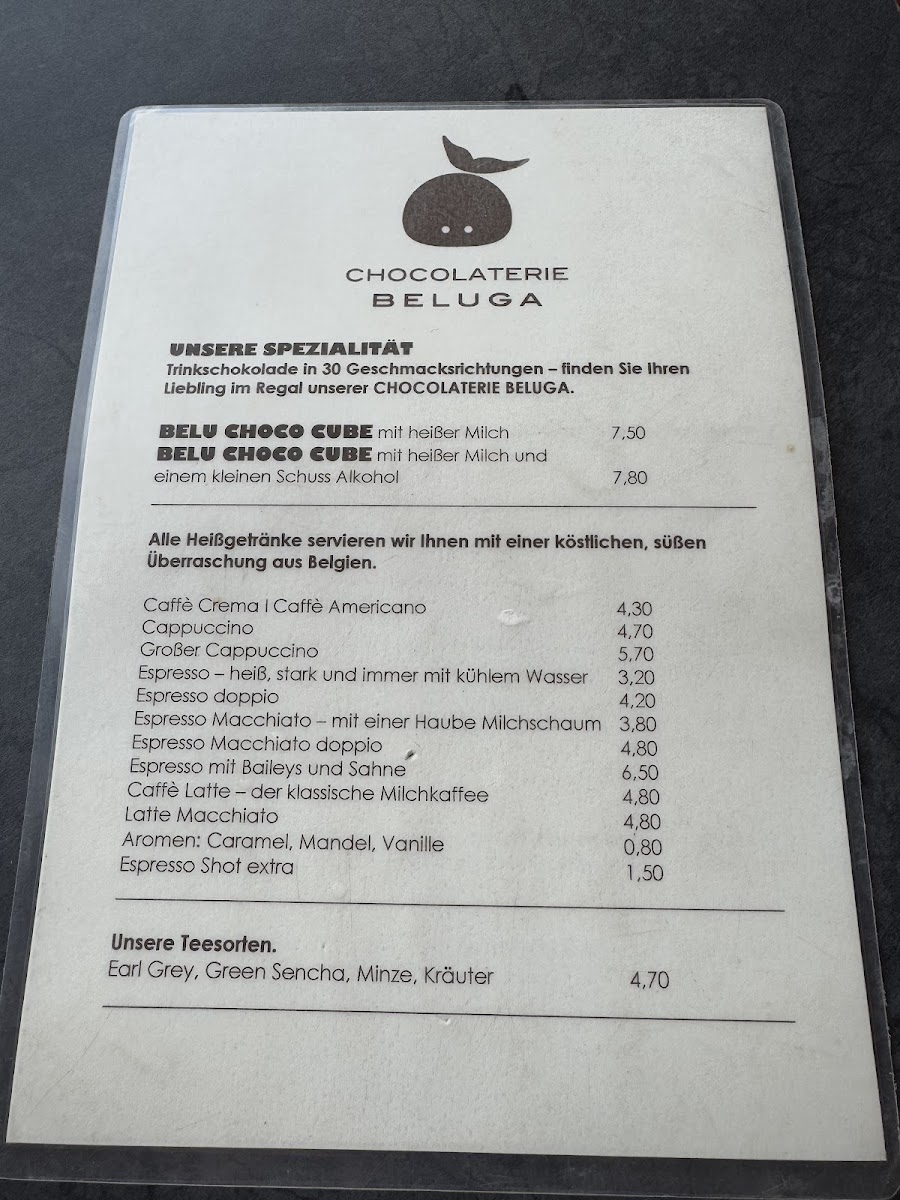 CHOCOLATERIE
BELUGA
UNSERE SPEZIALITÄT
Trinkschokolade in 30 Geschmacksrichtungen – finden Sie Ihren
Liebling im Regal unserer CHOCOLATERIE BELUGA.
BELU CHOCO CUBE mit heißer Milch 7,50
BELU CHOCO CUBE mit heißer Milch und
einem kleinen Schuss Alkohol 7,80
Alle Heißgetränke servieren wir Ihnen mit einer köstlichen, süßen
Überraschung aus Belgien.
Caffè Crema I Caffè Americano 4,30
Cappuccino 4,70
Großer Cappuccino 5,70
Espresso – heiß, stark und immer mit kühlem Wasser 3,20
Espresso doppio 4,20
Espresso Macchiato – mit einer Haube Milchschaum 3,80
Espresso Macchiato doppio 4,80
Espresso mit Baileys und Sahne 6,50
Caffè Latte – der klassische Milchkaffee 4,80
Latte Macchiato 4,80
Aromen: Caramel, Mandel, Vanille 0,80
Espresso Shot extra 1,50
Unsere Teesorten.
Earl Grey, Green Sencha, Minze, Kräuter 4,70